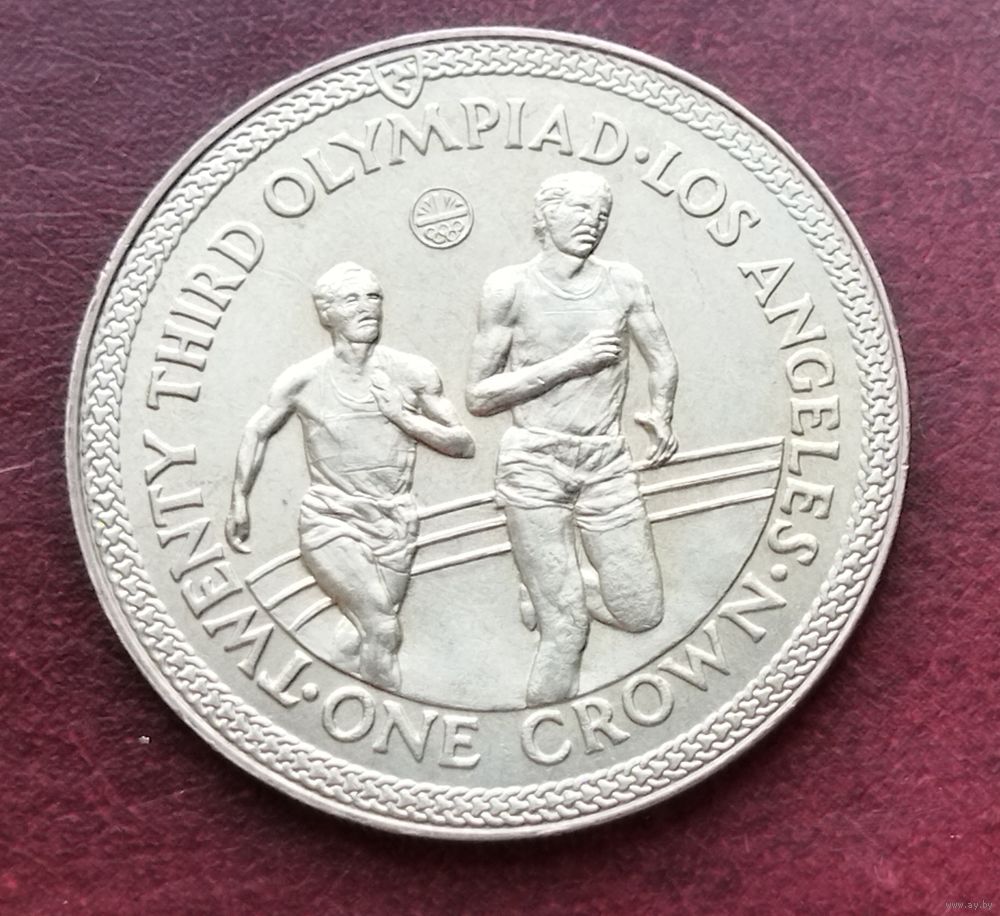 TWENTY THIRD OLYMPIAD · LOS ANGELES ·
ONE CROWN ·
www.ay.by